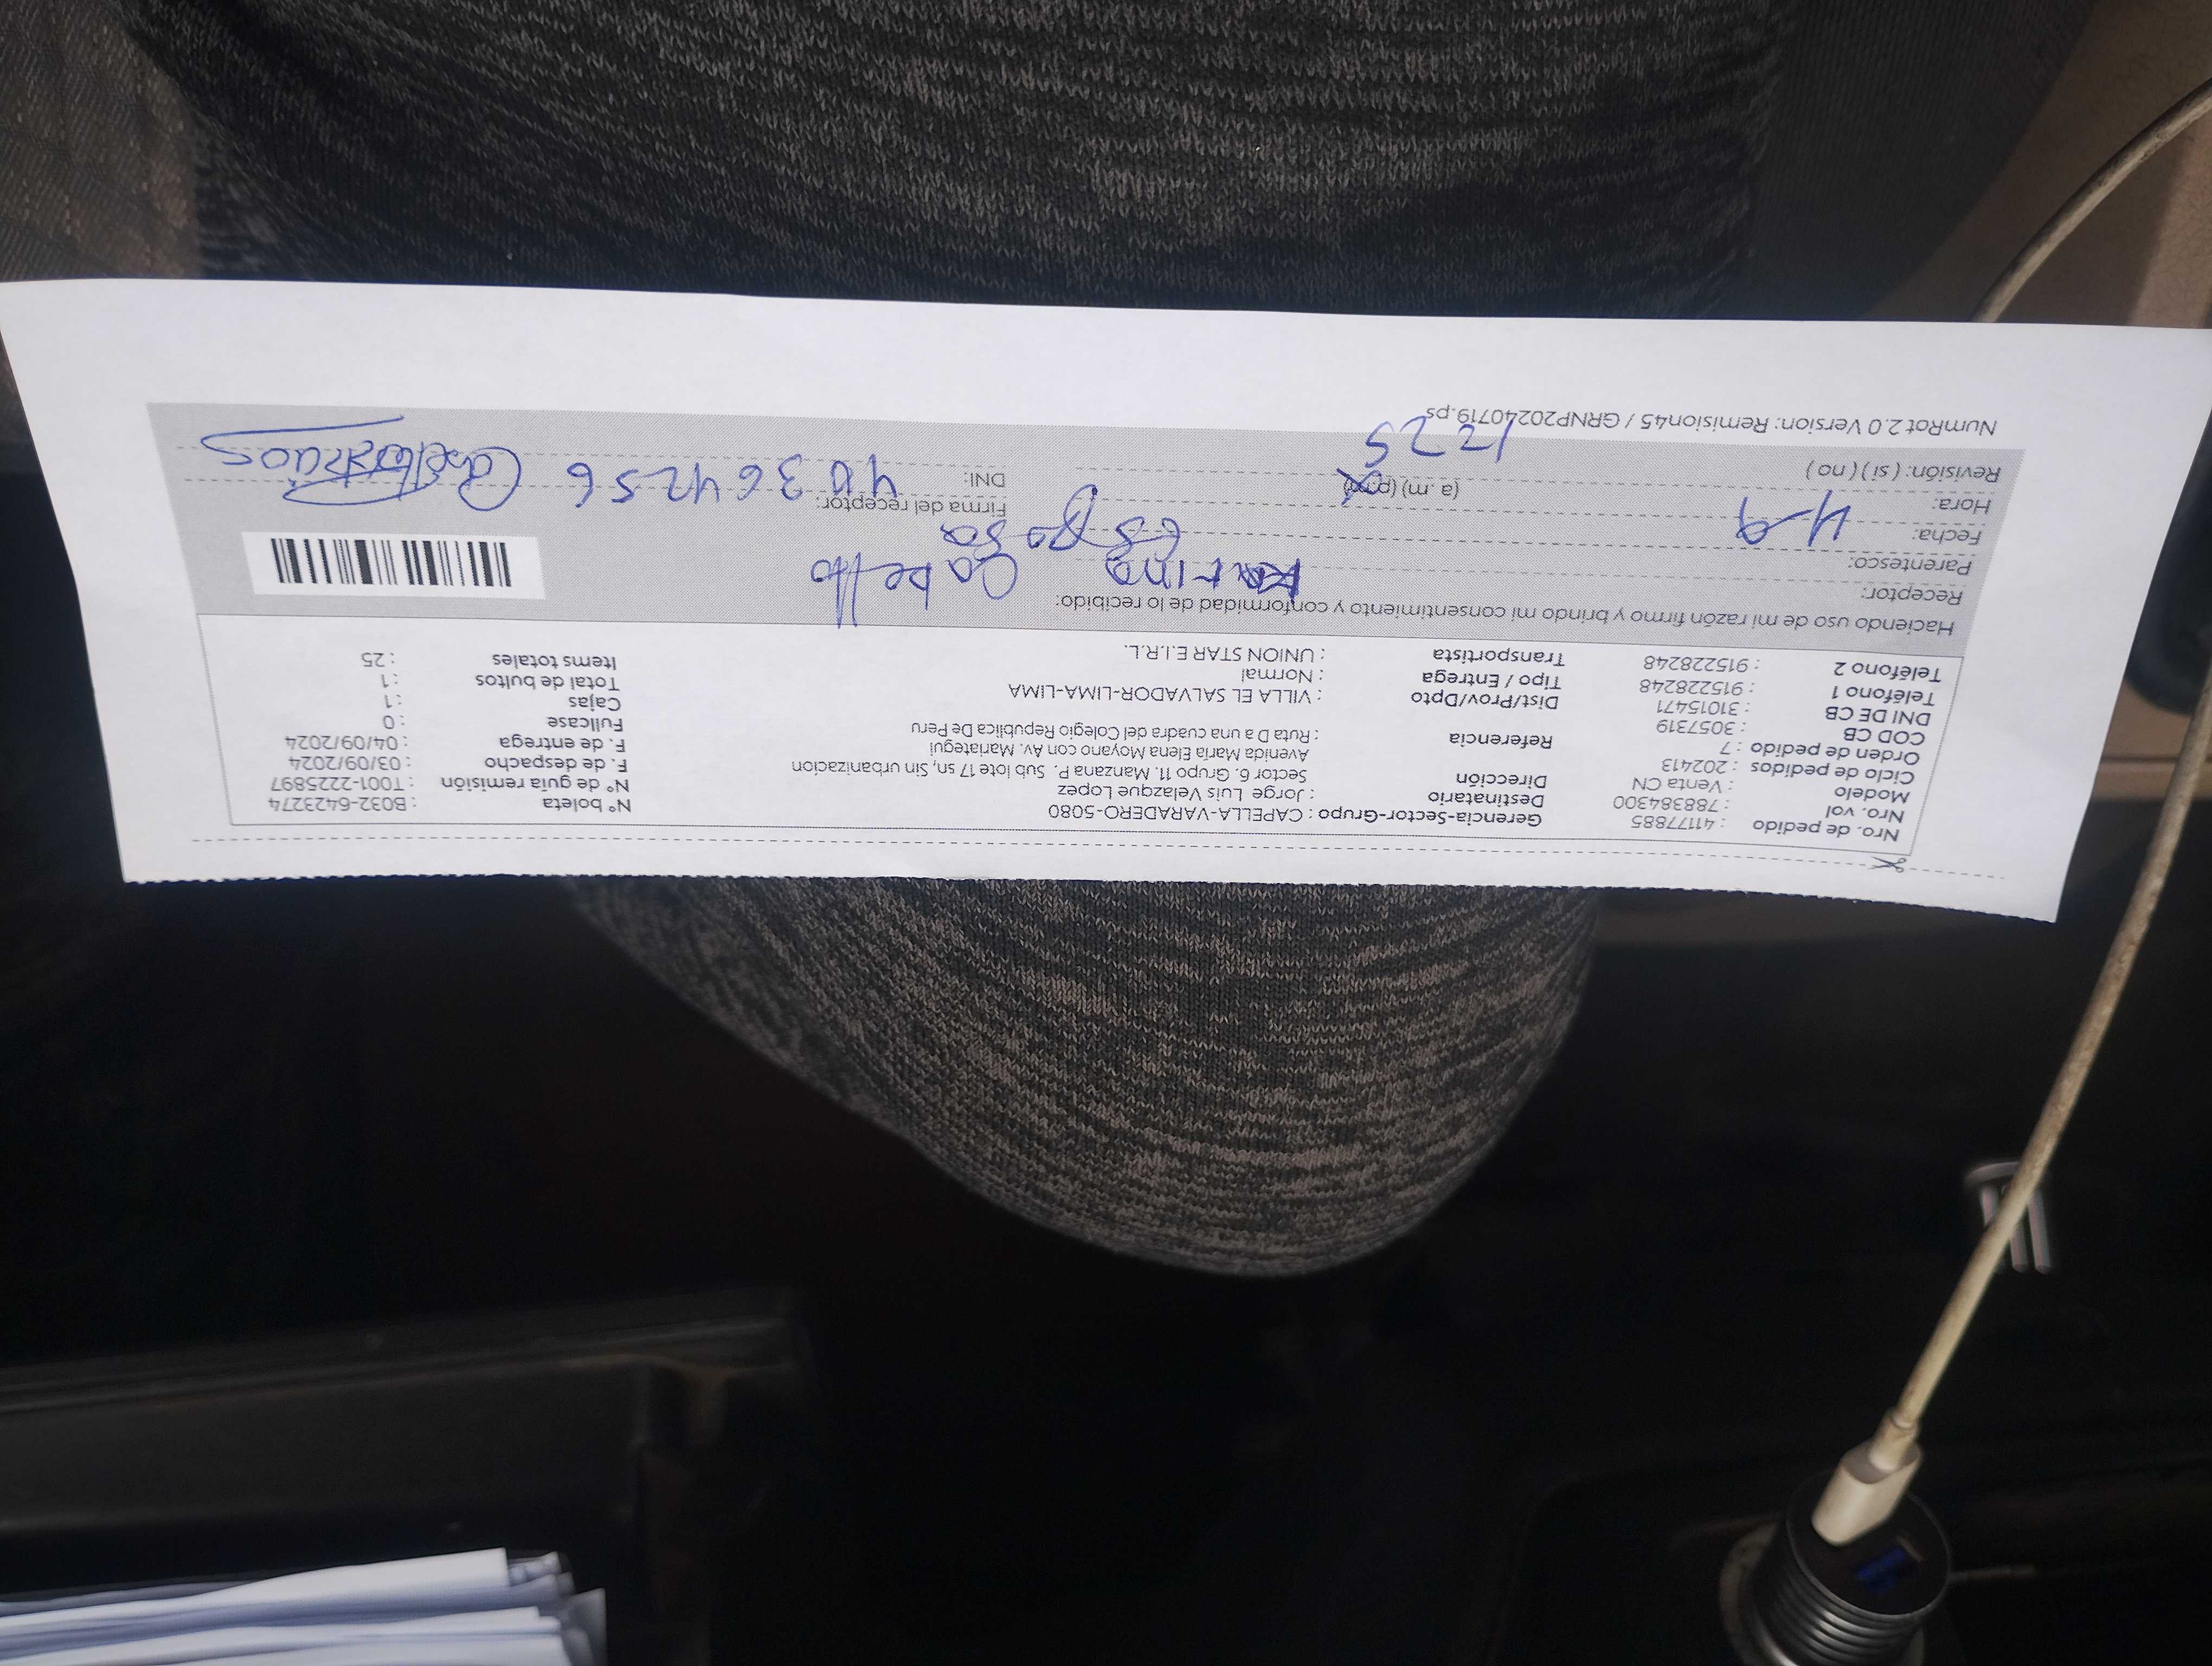 Nro. de pedido : 41177885 Gerencia-Sector-Grupo : CAPELLA-VARADERO-5080 N° boleta : B032-6423274
Nro. vol : 788384300 Destinatario : Jorge Luis Velazque Lopez N° de guía remisión : T001-2225897
Modelo : Venta CN Dirección Sector 6. Grupo 11. Manzana P. Sub lote 17 sn, Sin urbanizacion F. de despacho : 03/09/2024
Ciclo de pedidos : 202413 Avenida María Elena Moyano con Av. Mariategui F. de entrega : 04/09/2024
Orden de pedido : 7 Referencia : Ruta D a una cuadra del Colegio Republica De Peru Fullcase : 0
COD CB : 3057319 Dist/Prov/Dpto : VILLA EL SALVADOR-LIMA-LIMA Cajas : 1
DNI DE CB : 31015471 Tipo / Entrega : Normal Total de bultos : 1
Teléfono 1 : 915228248 Transportista : UNION STAR E.I.R.L. Items totales : 25
Teléfono 2 : 915228248
Haciendo uso de mi razón firmo y brindo mi consentimiento y conformidad de lo recibido:
Receptor: Karina Cabello
Parentesco: Esposa
Fecha: 4-9 Firma del receptor:
Hora: (a.m) (p.m) 1225 DNI: 40364256
Revisión: ( si ) ( no )
NumRot 2.0 Version: Remision45 / GRNP20240719.ps